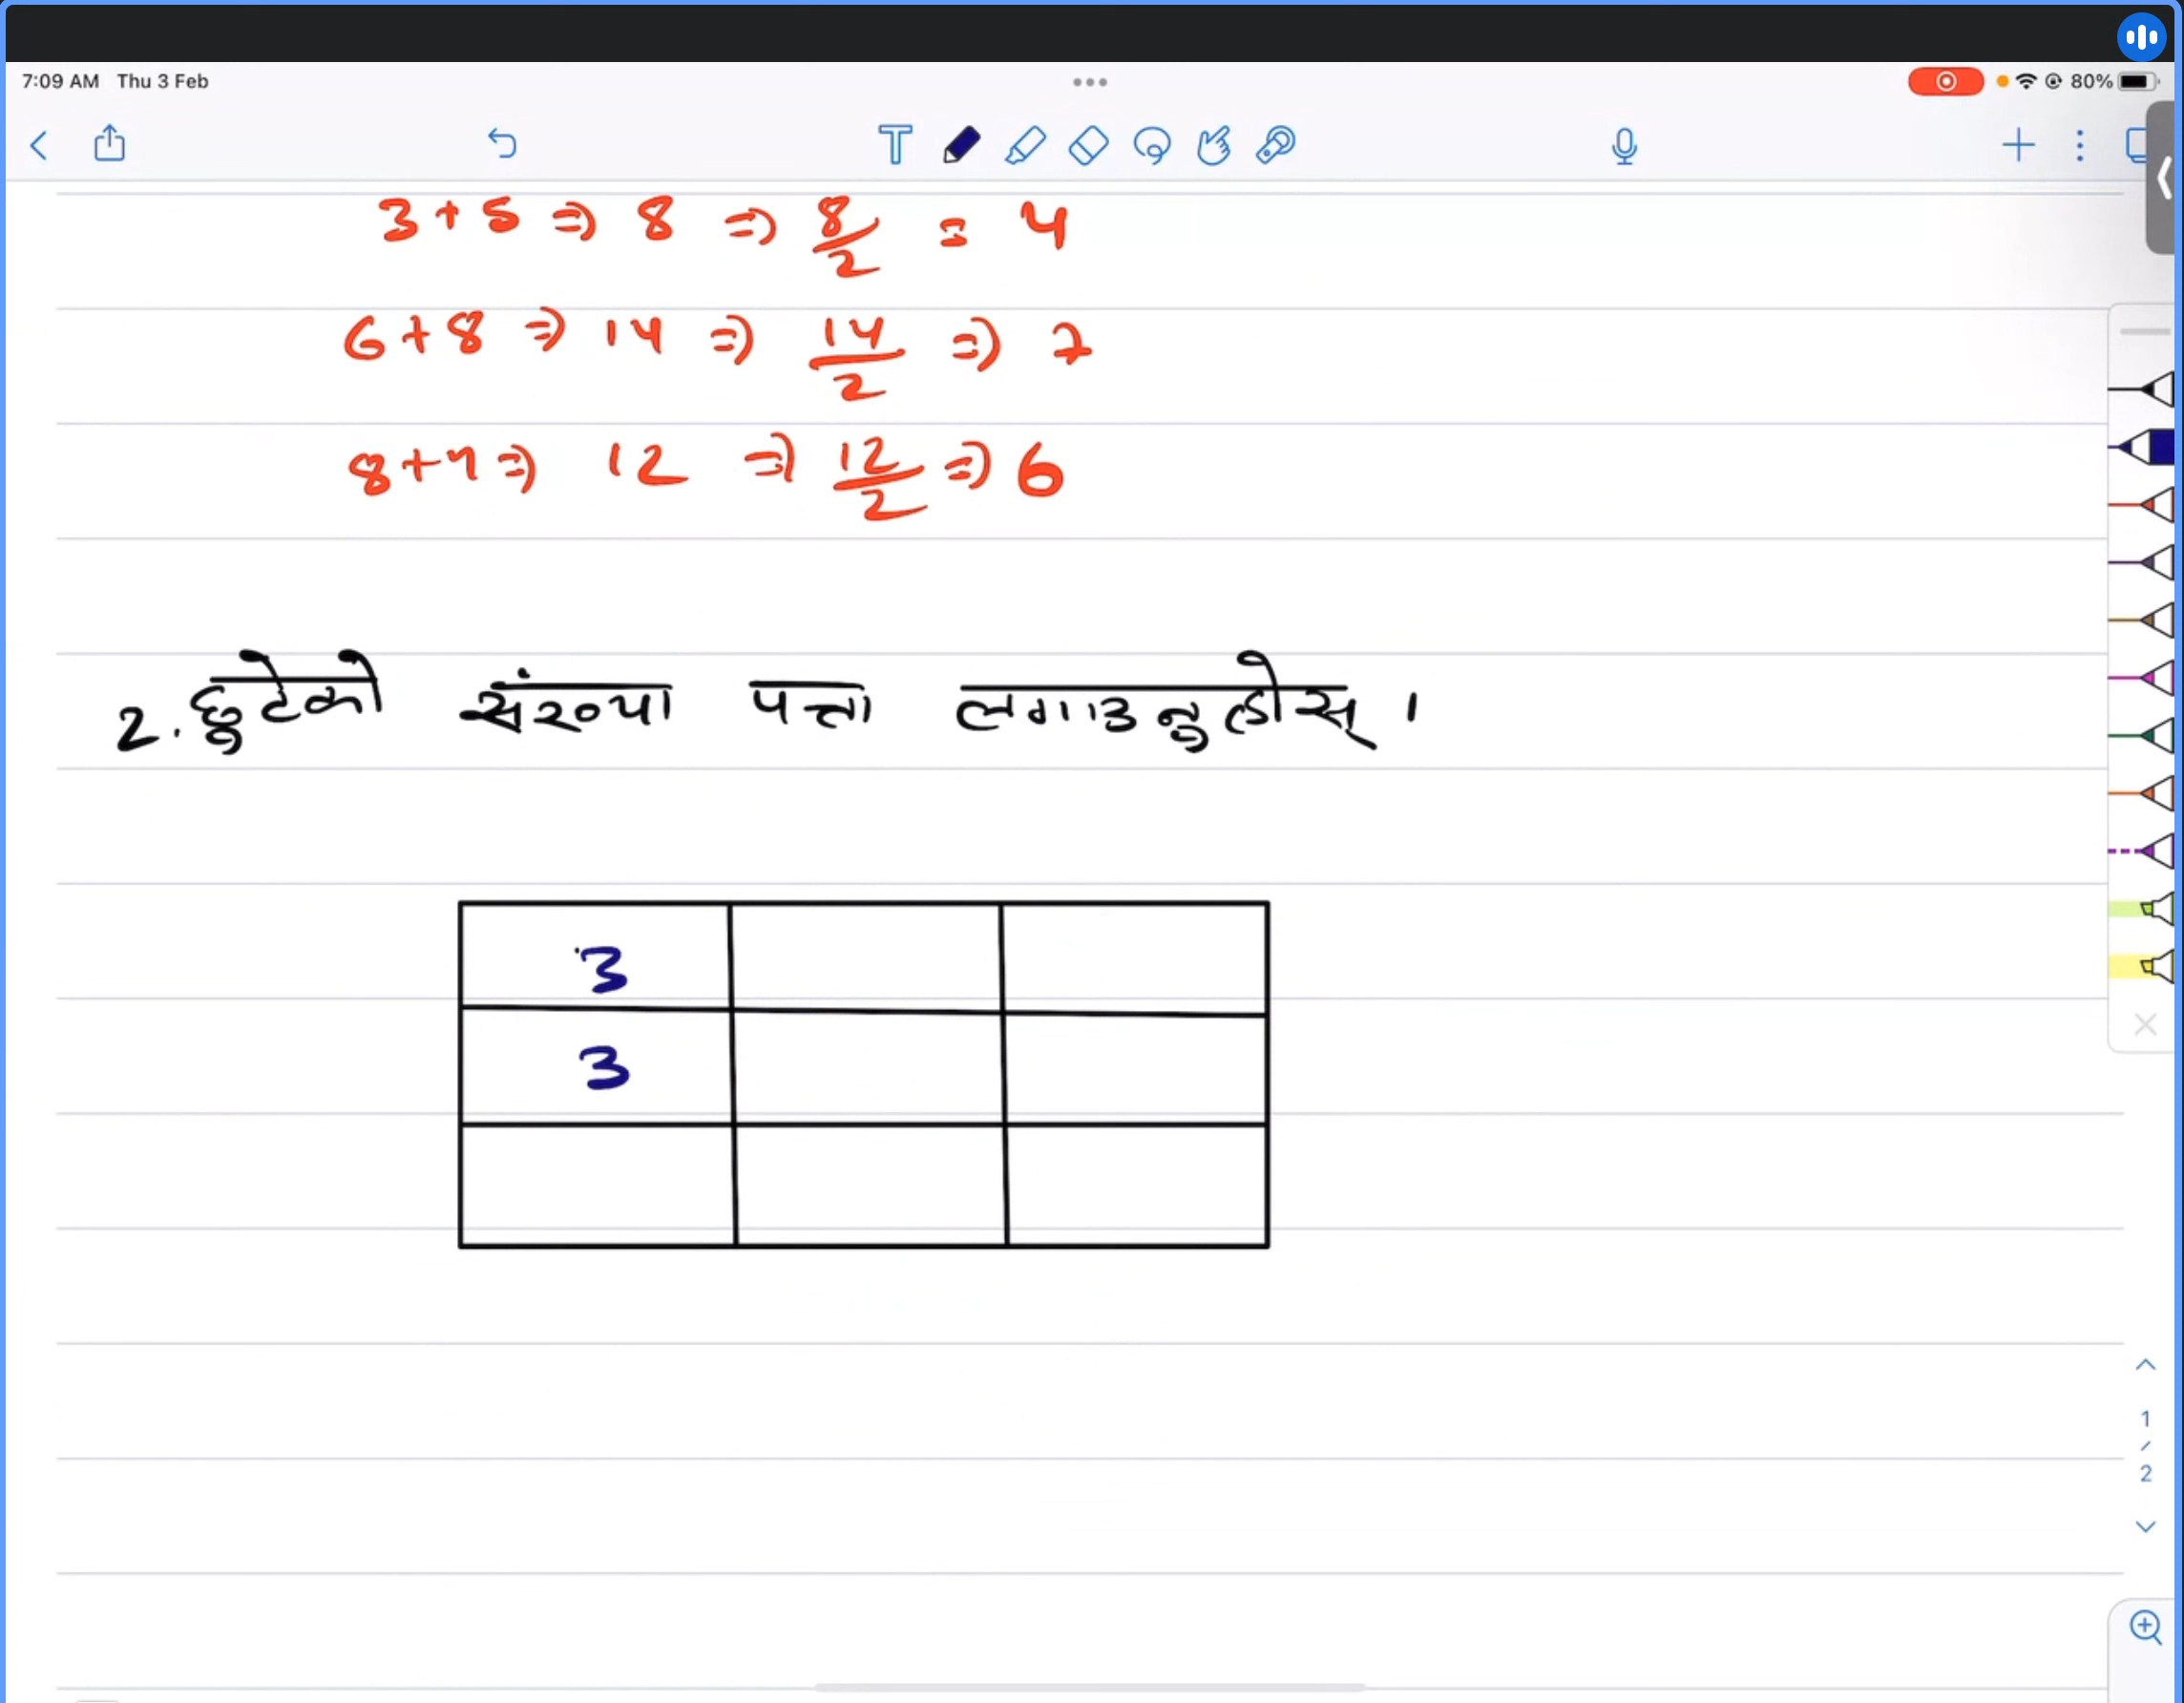 7:09 AM Thu 3 Feb
80%
3 + 5 ⇒ 8 ⇒ 8/2 = 4
6 + 8 ⇒ 14 ⇒ 14/2 ⇒ 7
8 + 4 ⇒ 12 ⇒ 12/2 ⇒ 6
2. छुटेको संख्या पत्ता लगाउनुहोस् ।
3
3
1
/
2